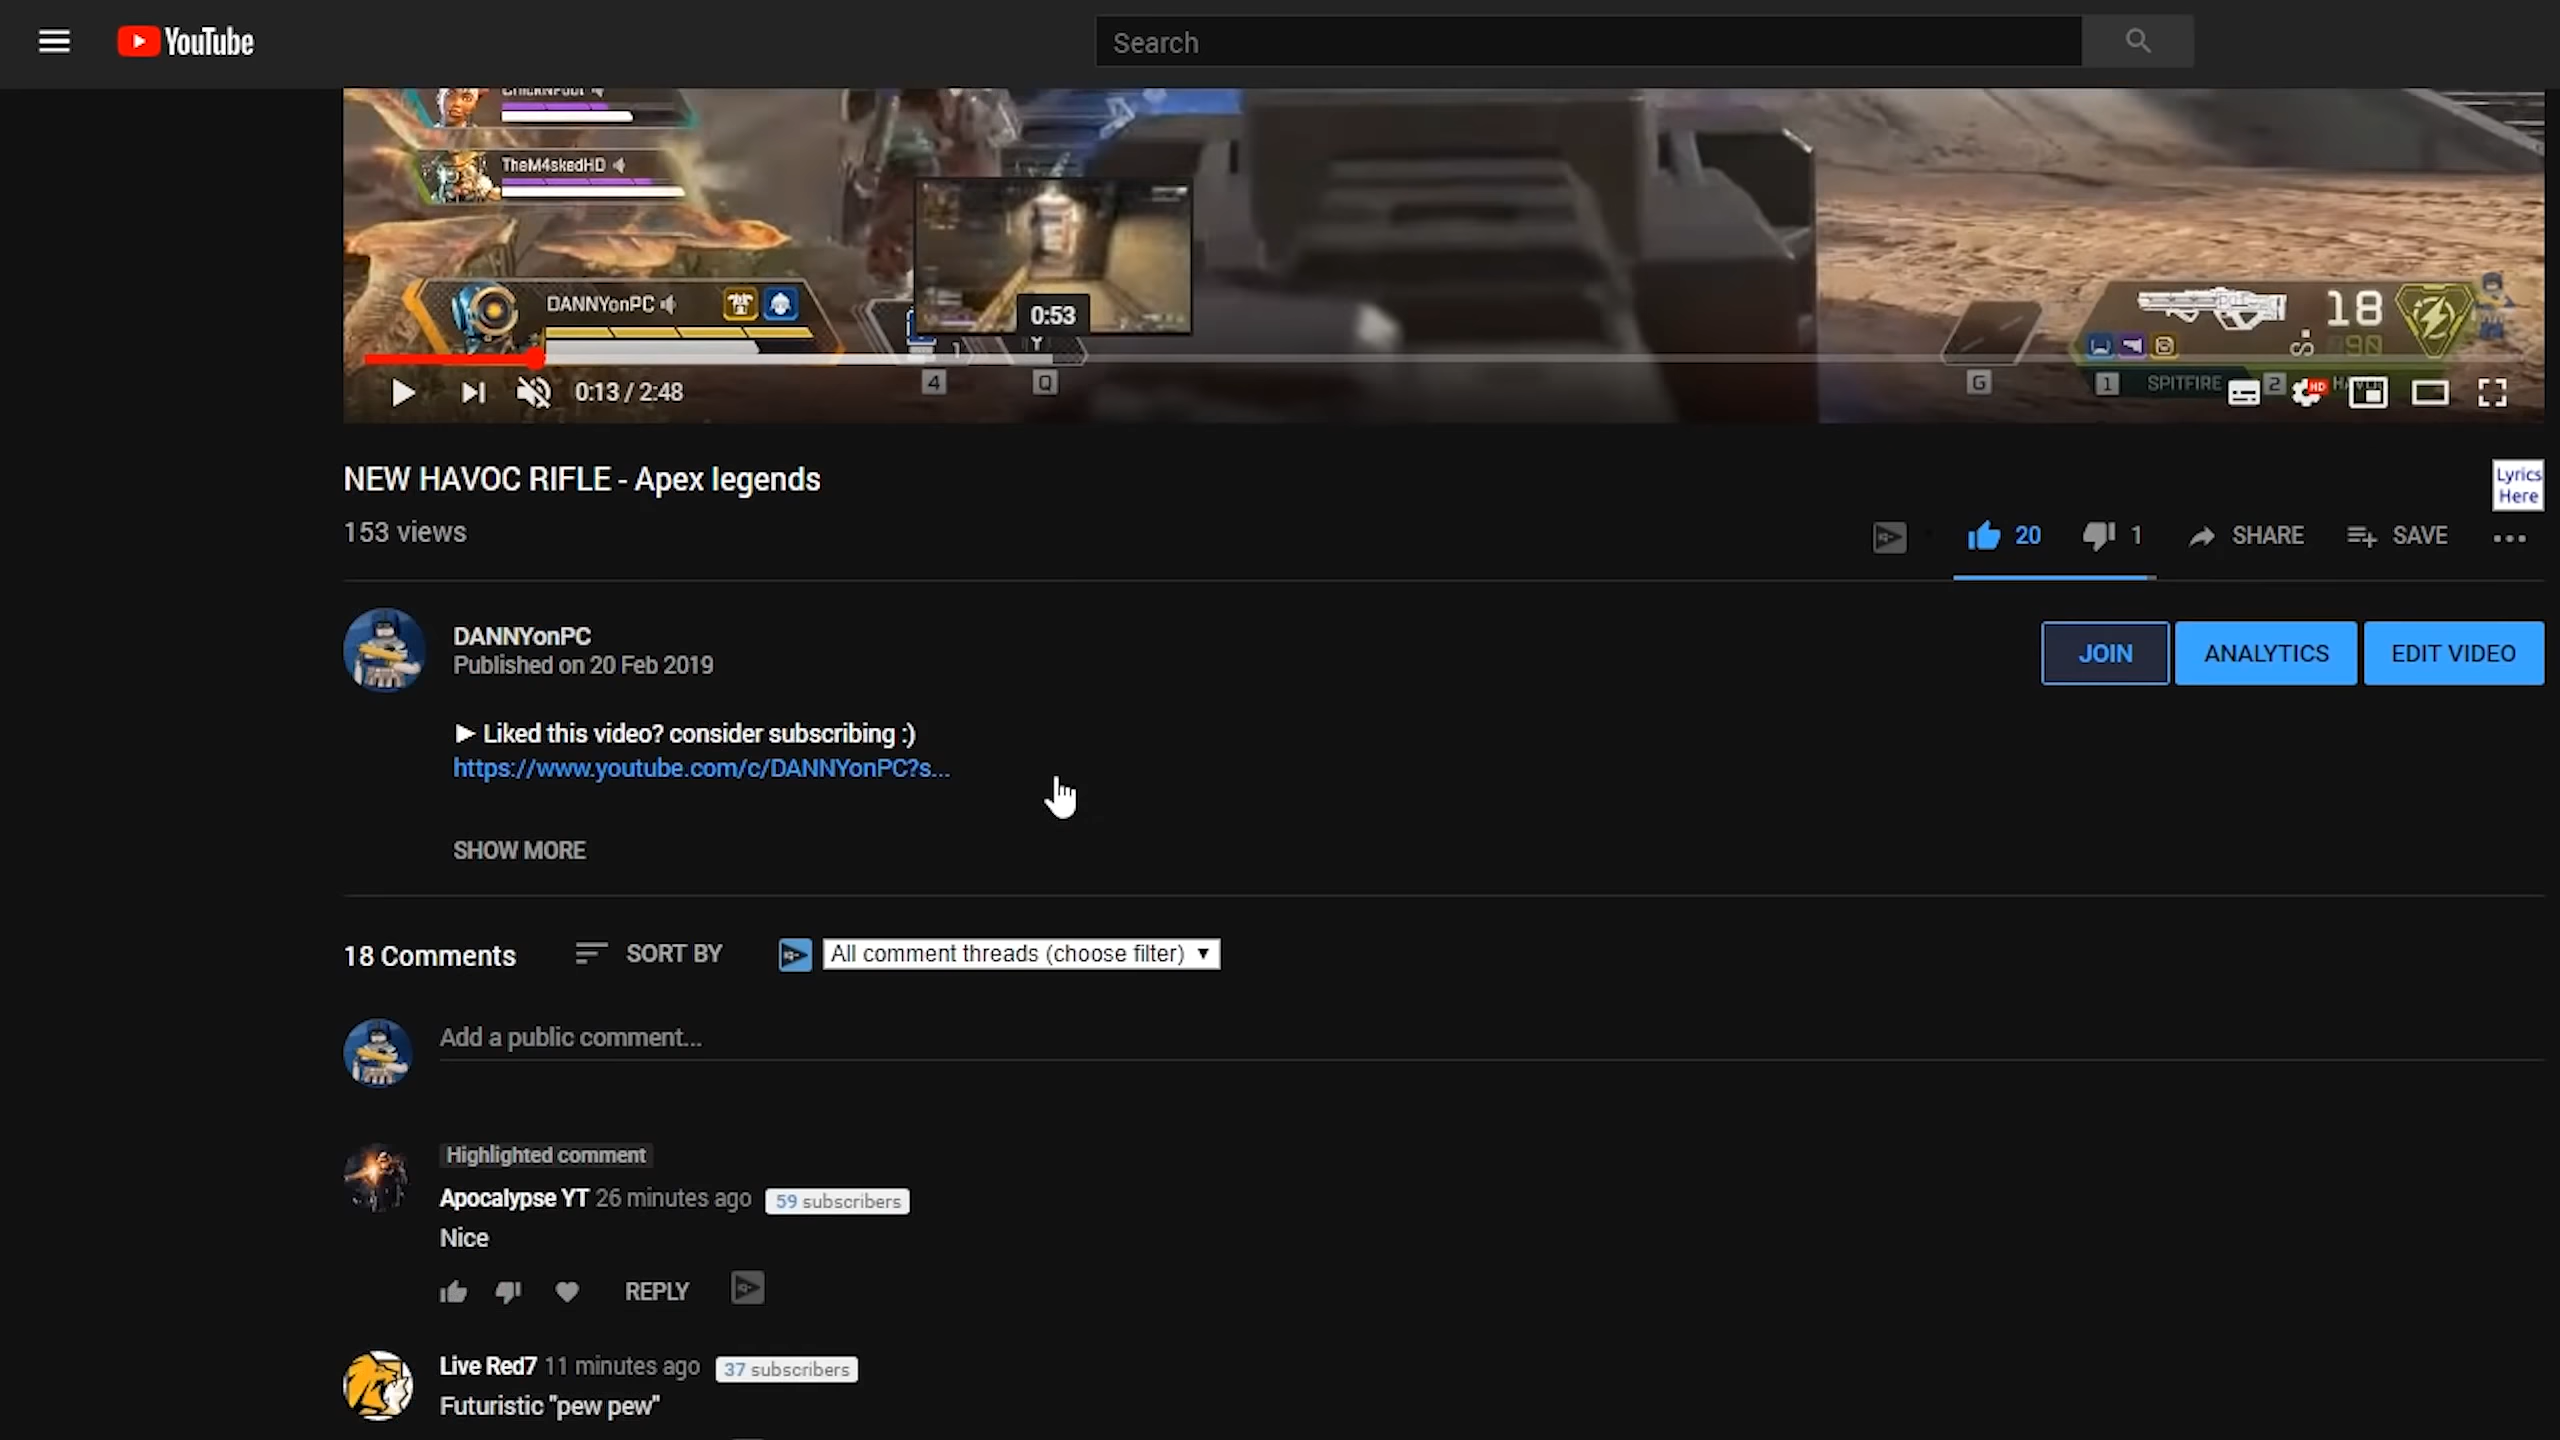 YouTube
Search
TheM4skedHD
DANNYonPC
0:53
18
1
4
Q
G
1
SPITFIRE
2
HD
0:13 / 2:48
NEW HAVOC RIFLE - Apex legends
Lyrics
Here
153 views
20
1
SHARE
SAVE
DANNYonPC
Published on 20 Feb 2019
JOIN
ANALYTICS
EDIT VIDEO
► Liked this video? consider subscribing :)
https://www.youtube.com/c/DANNYonPC?s...
SHOW MORE
18 Comments
SORT BY
All comment threads (choose filter) ▼
Add a public comment...
Highlighted comment
Apocalypse YT 26 minutes ago 59 subscribers
Nice
REPLY
Live Red7 11 minutes ago 37 subscribers
Futuristic "pew pew"